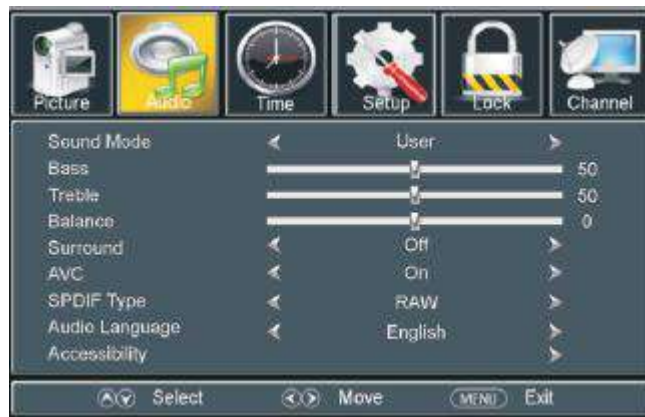 Picture Audio Time Setup Lock Channel
Sound Mode User
Bass 50
Treble 50
Balance 0
Surround Off
AVC On
SPDIF Type RAW
Audio Language English
Accessibility
Select Move MENU Exit